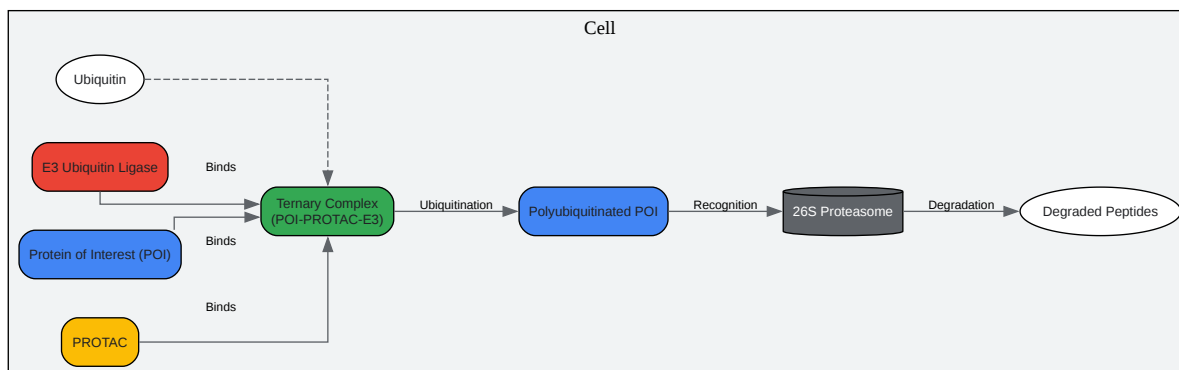 Cell
Ubiquitin
E3 Ubiquitin Ligase
Binds
Ternary Complex
(POI-PROTAC-E3)
Ubiquitination
Polyubiquitinated POI
Recognition
26S Proteasome
Degradation
Degraded Peptides
Binds
Protein of Interest (POI)
Binds
PROTAC